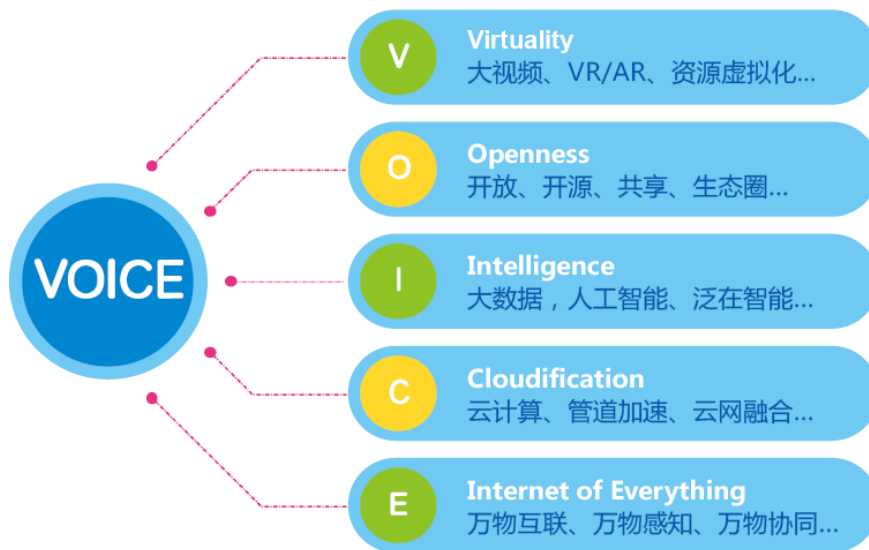 VOICE
V
Virtuality
大视频、VR/AR、资源虚拟化...
O
Openness
开放、开源、共享、生态圈...
I
Intelligence
大数据，人工智能、泛在智能...
C
Cloudification
云计算、管道加速、云网融合...
E
Internet of Everything
万物互联、万物感知、万物协同...